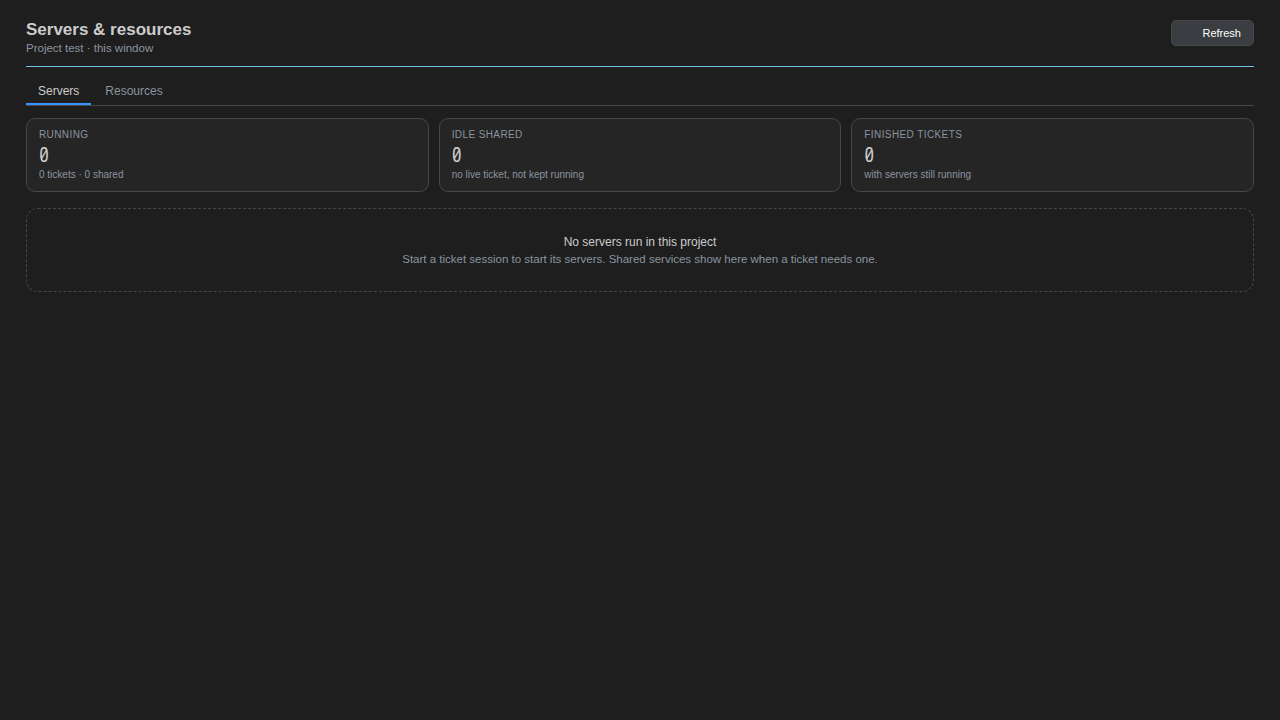 Servers & resources
Project test · this window
Refresh
Servers
Resources
RUNNING
0
0 tickets · 0 shared
IDLE SHARED
0
no live ticket, not kept running
FINISHED TICKETS
0
with servers still running
No servers run in this project
Start a ticket session to start its servers. Shared services show here when a ticket needs one.